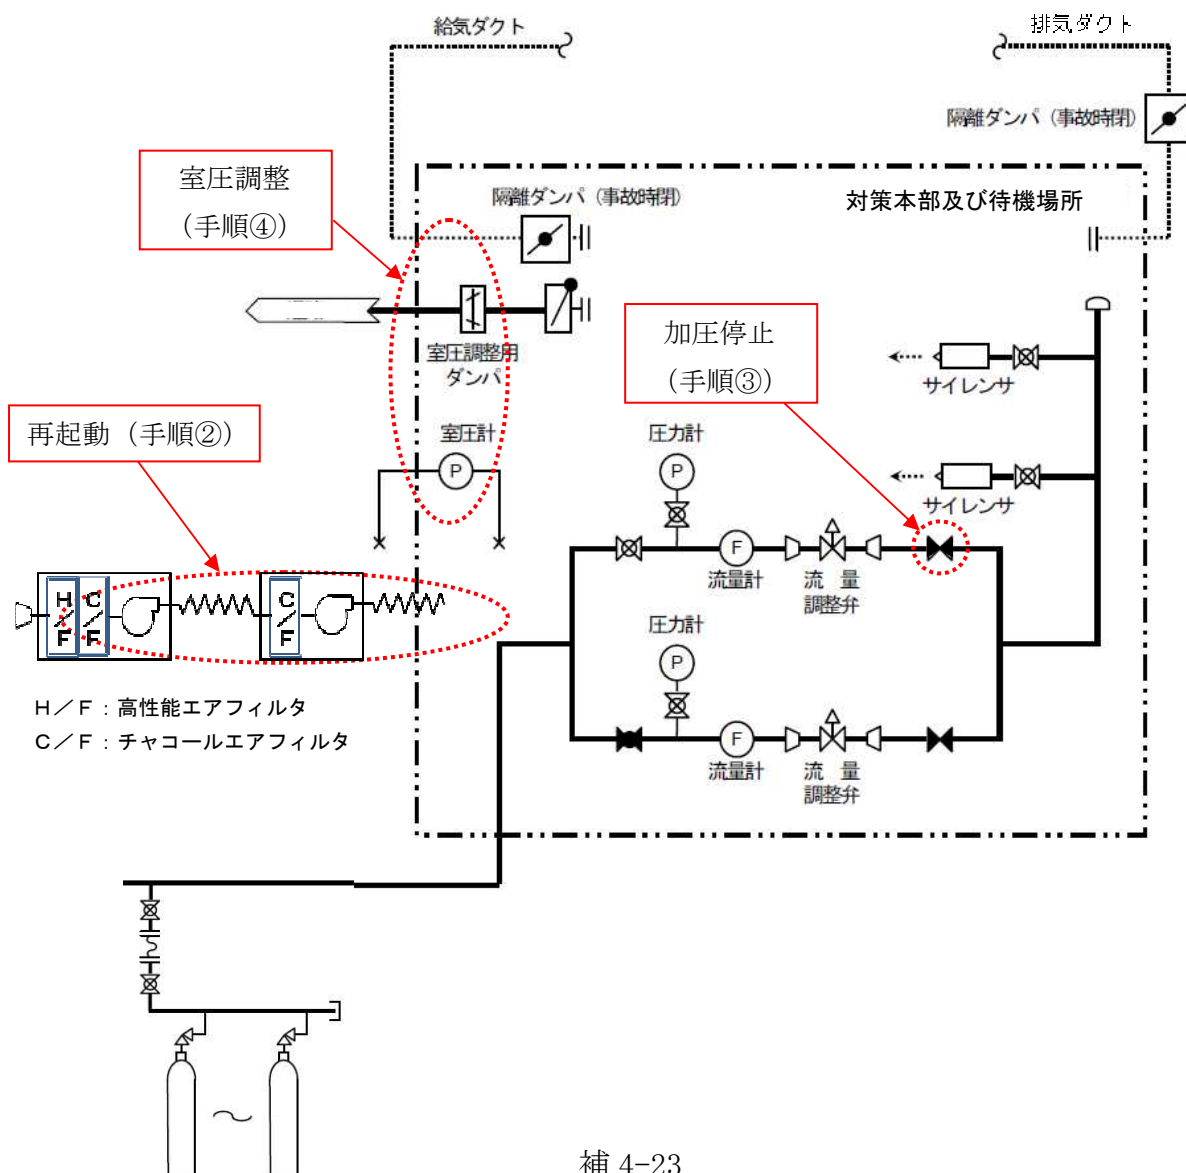 給気ダクト
排気ダクト
隔離ダンパ（事故時閉）
室圧調整
（手順④）
隔離ダンパ（事故時閉）
対策本部及び待機場所
加圧停止
（手順③）
室圧調整用
ダンパ
サイレンサ
再起動（手順②）
室圧計
P
圧力計
P
サイレンサ
F
流量計
流　量
調整弁
H／F
C／F
C／F
圧力計
P
H／F：高性能エアフィルタ
C／F：チャコールエアフィルタ
F
流量計
流　量
調整弁
補 4-23